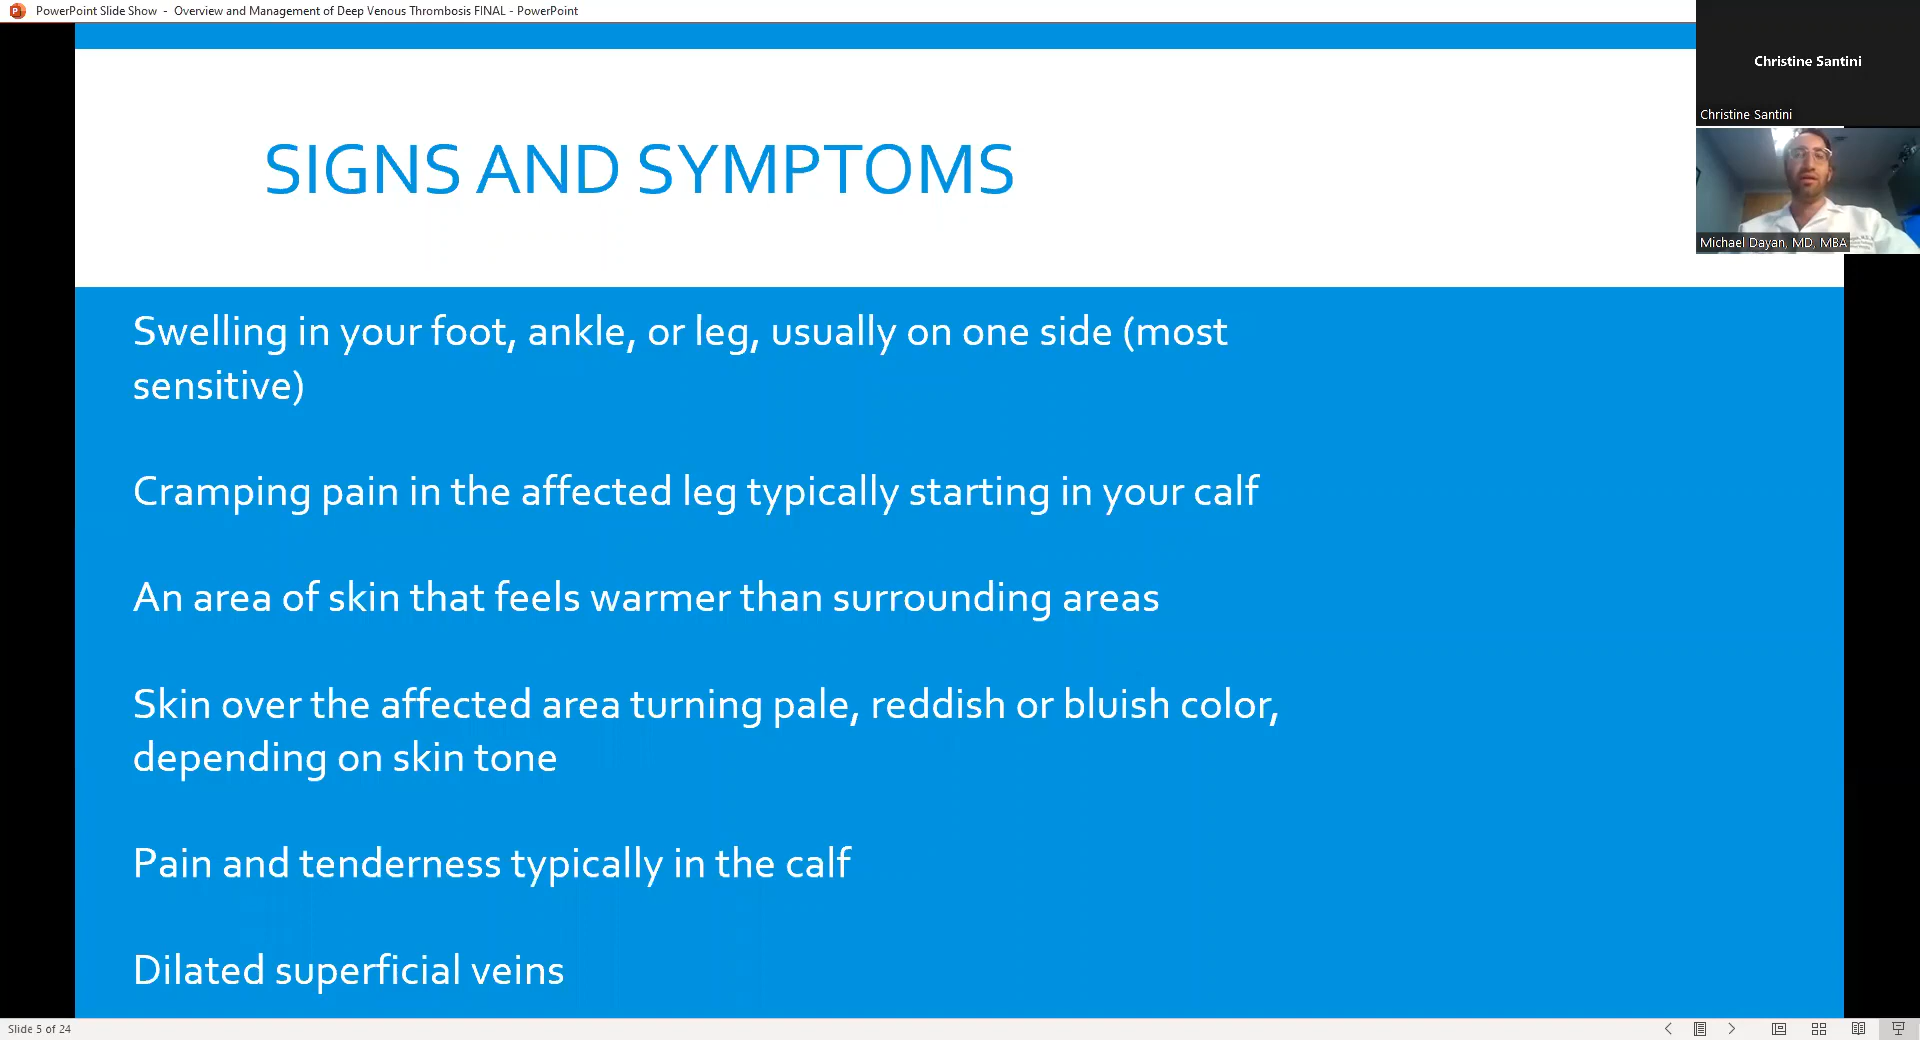 PowerPoint Slide Show - Overview and Management of Deep Venous Thrombosis FINAL - PowerPoint
Christine Santini
Christine Santini
Michael Dayan, MD, MBA
SIGNS AND SYMPTOMS
Swelling in your foot, ankle, or leg, usually on one side (most
sensitive)
Cramping pain in the affected leg typically starting in your calf
An area of skin that feels warmer than surrounding areas
Skin over the affected area turning pale, reddish or bluish color,
depending on skin tone
Pain and tenderness typically in the calf
Dilated superficial veins
Slide 5 of 24